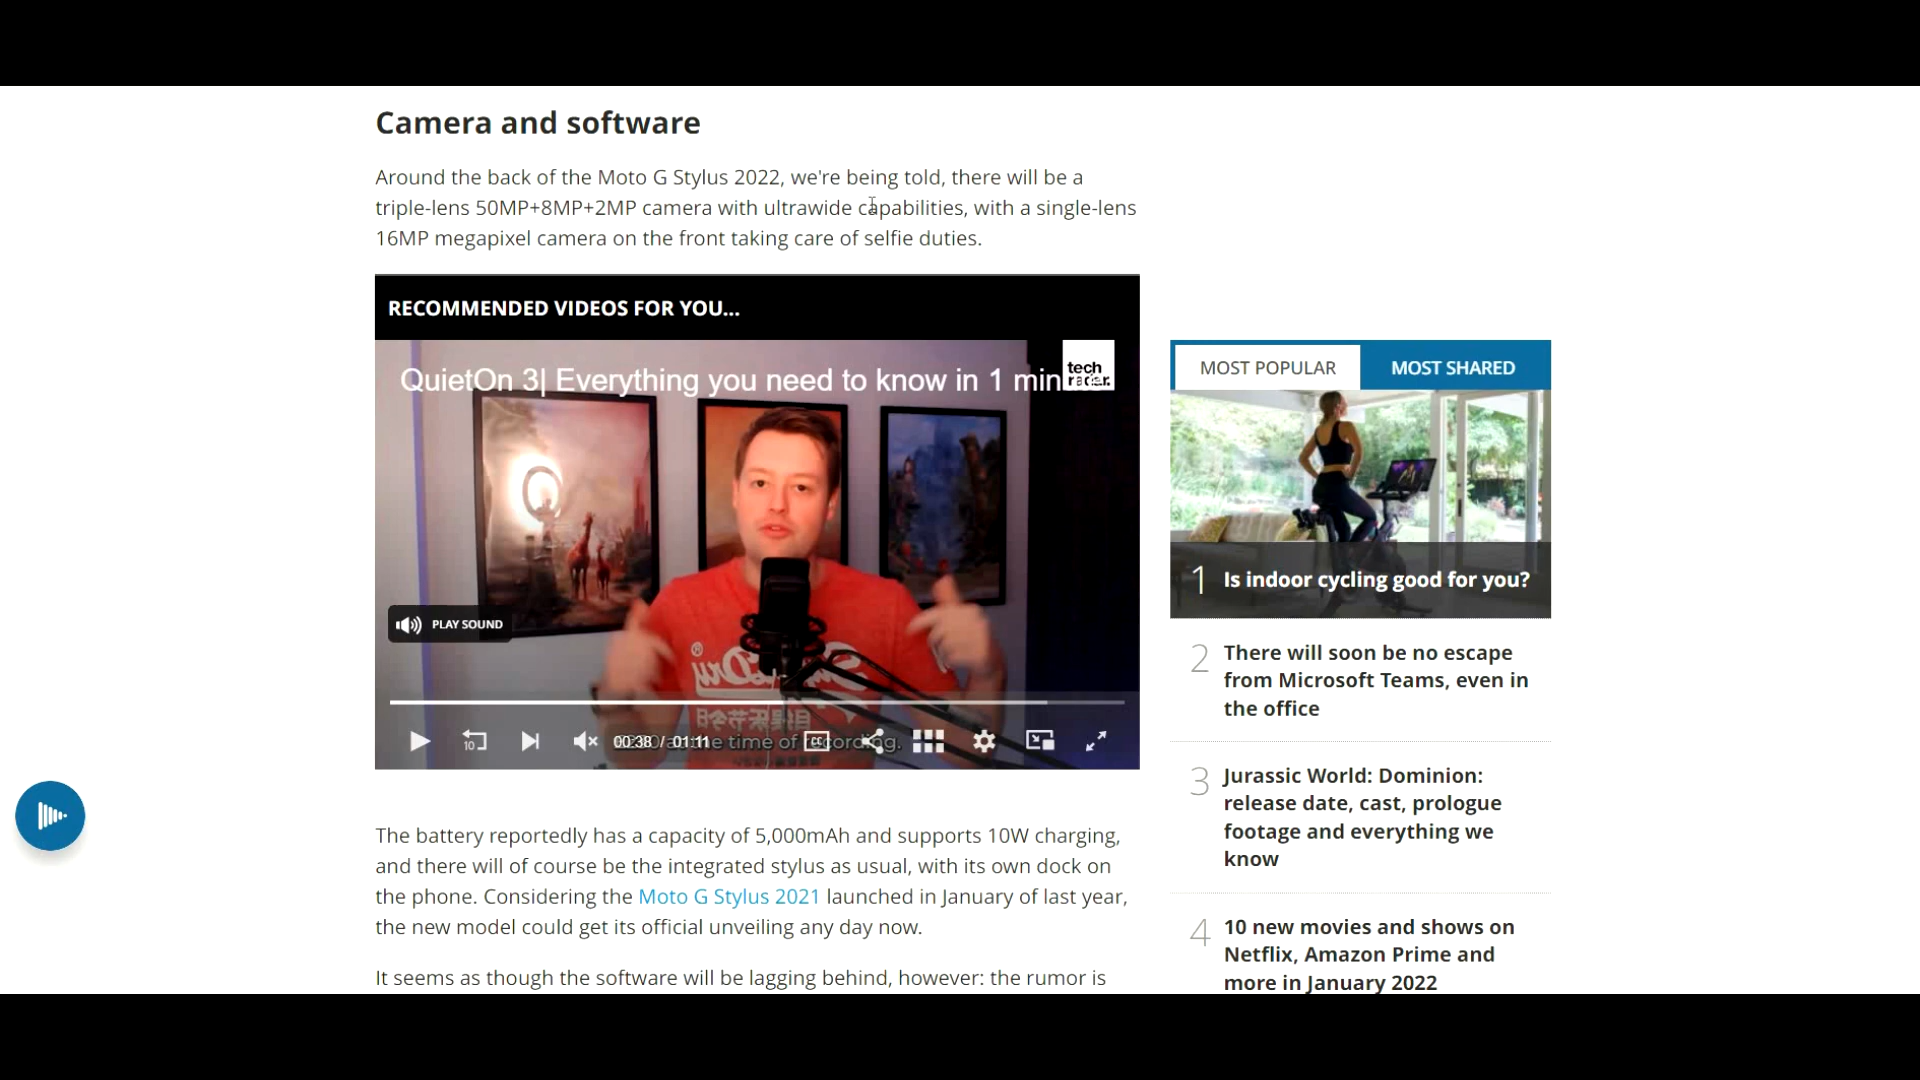 Camera and software
Around the back of the Moto G Stylus 2022, we're being told, there will be a
triple-lens 50MP+8MP+2MP camera with ultrawide capabilities, with a single-lens
16MP megapixel camera on the front taking care of selfie duties.
RECOMMENDED VIDEOS FOR YOU...
QuietOn 3| Everything you need to know in 1 min
tech
radar.
PLAY SOUND
10
00:38 / 01:11
the time of recording.
CC
The battery reportedly has a capacity of 5,000mAh and supports 10W charging,
and there will of course be the integrated stylus as usual, with its own dock on
the phone. Considering the Moto G Stylus 2021 launched in January of last year,
the new model could get its official unveiling any day now.
It seems as though the software will be lagging behind, however: the rumor is
MOST POPULAR
MOST SHARED
1 Is indoor cycling good for you?
2 There will soon be no escape
from Microsoft Teams, even in
the office
3 Jurassic World: Dominion:
release date, cast, prologue
footage and everything we
know
4 10 new movies and shows on
Netflix, Amazon Prime and
more in January 2022